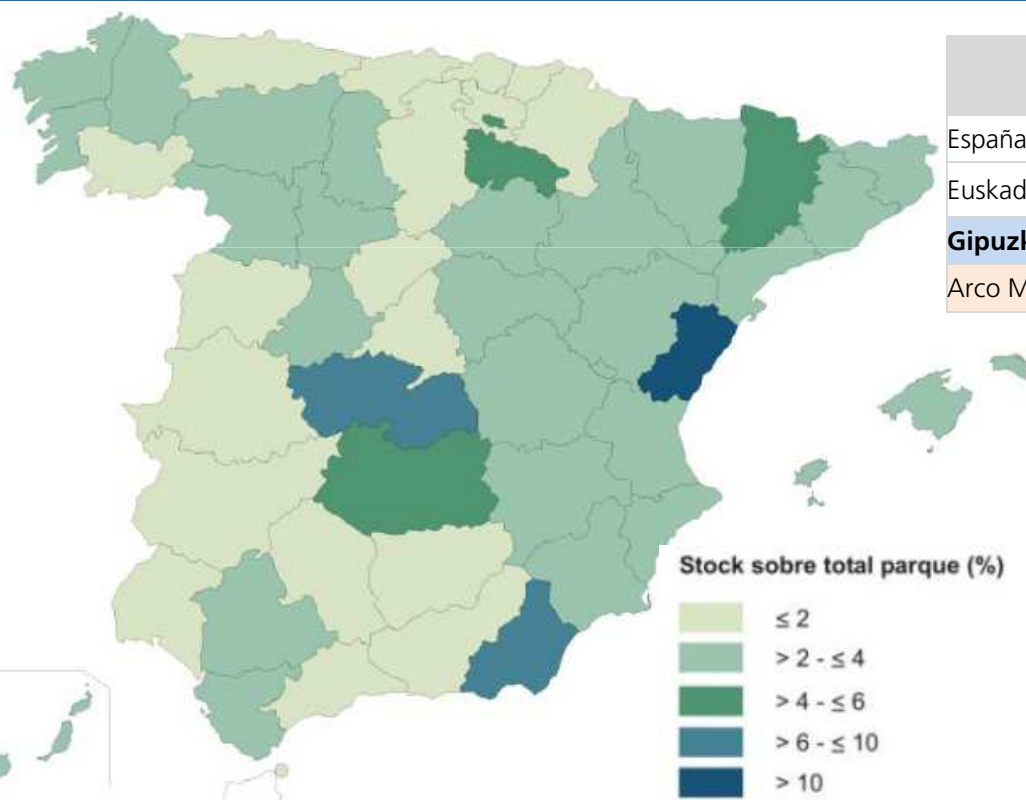 España
Euskad
Gipuzk
Arco M
Stock sobre total parque (%)
≤ 2
> 2 - ≤ 4
> 4 - ≤ 6
> 6 - ≤ 10
> 10